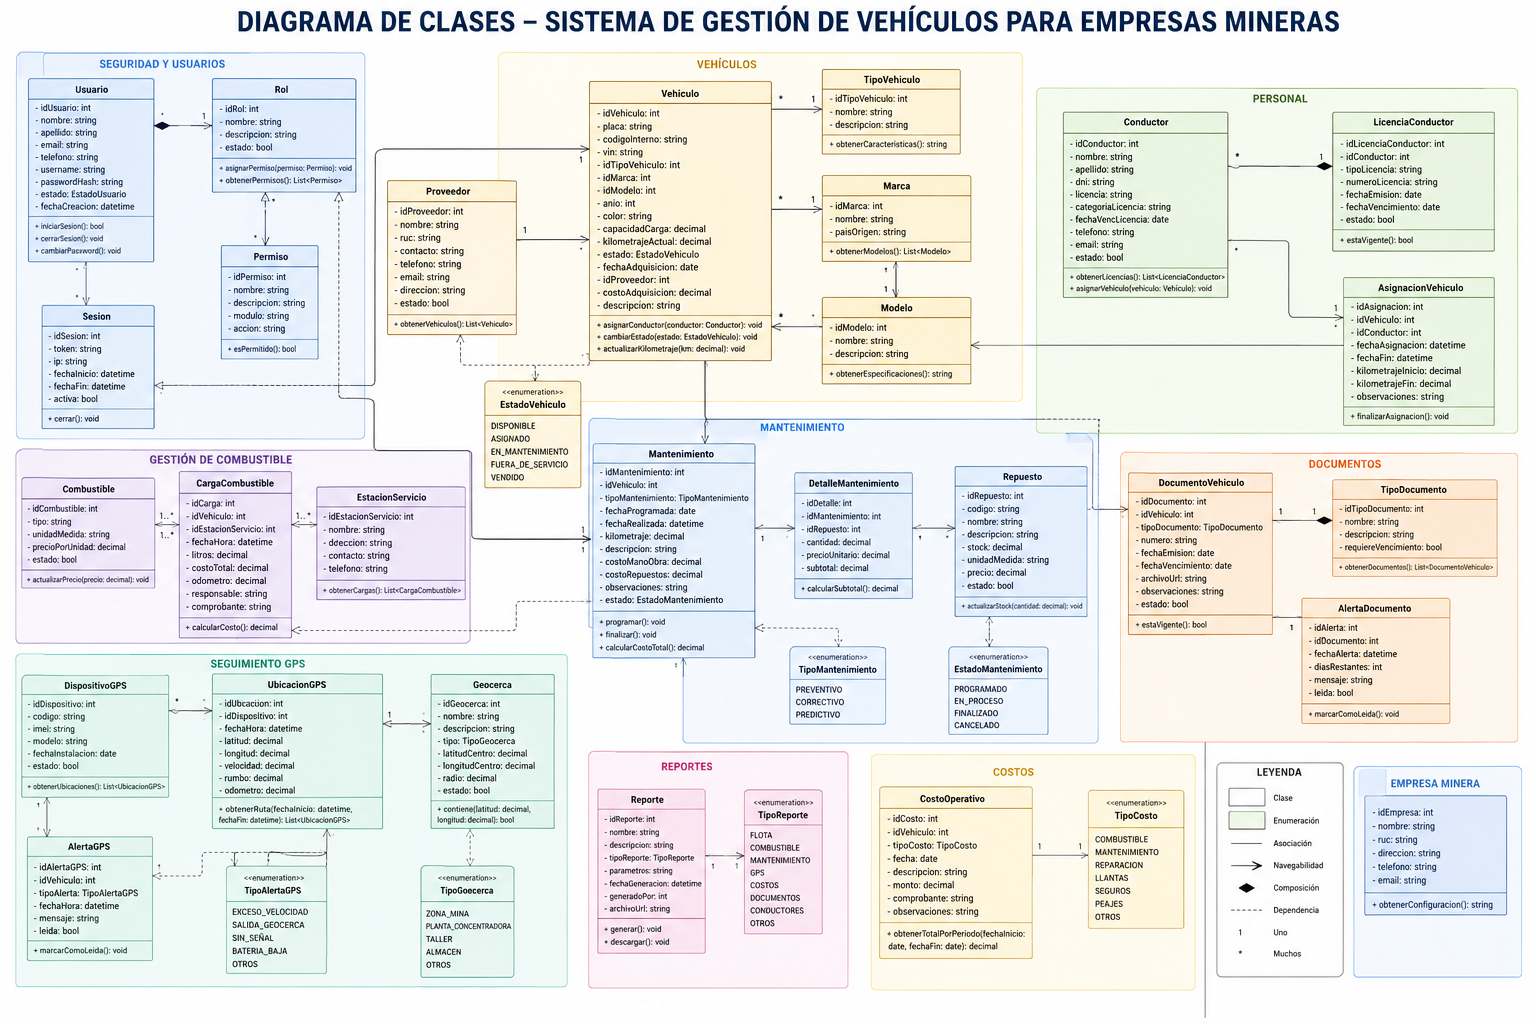 DIAGRAMA DE CLASES – SISTEMA DE GESTIÓN DE VEHÍCULOS PARA EMPRESAS MINERAS
SEGURIDAD Y USUARIOS
Usuario
- idUsuario: int
- nombre: string
- apellido: string
- email: string
- telefono: string
- username: string
- passwordHash: string
- estado: EstadoUsuario
- fechaCreacion: datetime
+ iniciarSesion(): bool
+ cerrarSesion(): void
+ cambiarPassword(): void
* 1
Rol
- idRol: int
- nombre: string
- descripcion: string
- estado: bool
+ asignarPermiso(permiso: Permiso): void
+ obtenerPermisos(): List<Permiso>
*
*
Permiso
- idPermiso: int
- nombre: string
- descripcion: string
- modulo: string
- accion: string
+ esPermitido(): bool
*
1
Sesion
- idSesion: int
- token: string
- ip: string
- fechaInicio: datetime
- fechaFin: datetime
- activa: bool
+ cerrar(): void
VEHÍCULOS
Proveedor
- idProveedor: int
- nombre: string
- ruc: string
- contacto: string
- telefono: string
- email: string
- direccion: string
- estado: bool
+ obtenerVehiculos(): List<Vehiculo>
1
1
*
Vehiculo
- idVehiculo: int
- placa: string
- codigoInterno: string
- vin: string
- idTipoVehiculo: int
- idMarca: int
- idModelo: int
- anio: int
- color: string
- capacidadCarga: decimal
- kilometrajeActual: decimal
- estado: EstadoVehiculo
- fechaAdquisicion: date
- idProveedor: int
- costoAdquisicion: decimal
- descripcion: string
+ asignarConductor(conductor: Conductor): void
+ cambiarEstado(estado: EstadoVehiculo): void
+ actualizarKilometraje(km: decimal): void
* 1
TipoVehiculo
- idTipoVehiculo: int
- nombre: string
- descripcion: string
+ obtenerCaracteristicas(): string
* 1
Marca
- idMarca: int
- nombre: string
- paisOrigen: string
+ obtenerModelos(): List<Modelo>
1
1
* *
Modelo
- idModelo: int
- nombre: string
- descripcion: string
+ obtenerEspecificaciones(): string
<<enumeration>>
EstadoVehiculo
DISPONIBLE
ASIGNADO
EN_MANTENIMIENTO
FUERA_DE_SERVICIO
VENDIDO
PERSONAL
Conductor
- idConductor: int
- nombre: string
- apellido: string
- dni: string
- licencia: string
- categoriaLicencia: string
- fechaVencLicencia: date
- telefono: string
- email: string
- estado: bool
+ obtenerLicencias(): List<LicenciaConductor>
+ asignarVehiculo(vehiculo: Vehiculo): void
* 1
LicenciaConductor
- idLicenciaConductor: int
- idConductor: int
- tipoLicencia: string
- numeroLicencia: string
- fechaEmision: date
- fechaVencimiento: date
- estado: bool
+ estaVigente(): bool
* 1
AsignacionVehiculo
- idAsignacion: int
- idVehiculo: int
- idConductor: int
- fechaAsignacion: datetime
- fechaFin: datetime
- kilometrajeInicio: decimal
- kilometrajeFin: decimal
- observaciones: string
+ finalizarAsignacion(): void
GESTIÓN DE COMBUSTIBLE
Combustible
- idCombustible: int
- tipo: string
- unidadMedida: string
- precioPorUnidad: decimal
- estado: bool
+ actualizarPrecio(precio: decimal): void
1..*
1..*
CargaCombustible
- idCarga: int
- idVehiculo: int
- idEstacionServicio: int
- fechaHora: datetime
- litros: decimal
- costoTotal: decimal
- odometro: decimal
- responsable: string
- comprobante: string
+ calcularCosto(): decimal
1..*
EstacionServicio
- idEstacionServicio: int
- nombre: string
- ddeccion: string
- contacto: string
- telefono: string
+ obtenerCargas(): List<CargaCombustible>
MANTENIMIENTO
1
1
Mantenimiento
- idMantenimiento: int
- idVehiculo: int
- tipoMantenimiento: TipoMantenimiento
- fechaProgramada: date
- fechaRealizada: datetime
- kilometraje: decimal
- descripcion: string
- costoManoObra: decimal
- costoRepuestos: decimal
- observaciones: string
- estado: EstadoMantenimiento
+ programar(): void
+ finalizar(): void
+ calcularCostoTotal(): decimal
1
1 *
DetalleMantenimiento
- idDetalle: int
- idMantenimiento: int
- idRepuesto: int
- cantidad: decimal
- precioUnitario: decimal
- subtotal: decimal
+ calcularSubtotal(): decimal
* 1
Repuesto
- idRepuesto: int
- codigo: string
- nombre: string
- descripcion: string
- stock: decimal
- unidadMedida: string
- precio: decimal
- estado: bool
+ actualizarStock(cantidad: decimal): void
<<enumeration>>
TipoMantenimiento
PREVENTIVO
CORRECTIVO
PREDICTIVO
<<enumeration>>
EstadoMantenimiento
PROGRAMADO
EN_PROCESO
FINALIZADO
CANCELADO
DOCUMENTOS
DocumentoVehiculo
- idDocumento: int
- idVehiculo: int
- tipoDocumento: TipoDocumento
- numero: string
- fechaEmision: date
- fechaVencimiento: date
- archivoUrl: string
- observaciones: string
- estado: bool
+ estaVigente(): bool
1 1
TipoDocumento
- idTipoDocumento: int
- nombre: string
- descripcion: string
- requiereVencimiento: bool
+ obtenerDocumentos(): List<DocumentoVehiculo>
1
AlertaDocumento
- idAlerta: int
- idDocumento: int
- fechaAlerta: datetime
- diasRestantes: int
- mensaje: string
- leida: bool
+ marcarComoLeida(): void
SEGUIMIENTO GPS
DispositivoGPS
- idDispositivo: int
- codigo: string
- imei: string
- modelo: string
- fechaInstalacion: date
- estado: bool
+ obtenerUbicaciones(): List<UbicacionGPS>
*
UbicacionGPS
- idUbcacion: int
- idDispositivo: int
- fechaHora: datetime
- latitud: decimal
- longitud: decimal
- velocidad: decimal
- rumbo: decimal
- odometro: decimal
+ obtenerRuta(fechaInicio: datetime,
fechaFin: datetime): List<UbicacionGPS>
1
Geocerca
- idGeocerca: int
- nombre: string
- descripcion: string
- tipo: TipoGeocerca
- latitudCentro: decimal
- longitudCentro: decimal
- radio: decimal
- estado: bool
+ contiene(latitud: decimal,
longitud: decimal): bool
1
AlertaGPS
- idAlertaGPS: int
- idVehiculo: int
- tipoAlerta: TipoAlertaGPS
- fechaHora: datetime
- mensaje: string
- leida: bool
+ marcarComoLeida(): void
<<enumeration>>
TipoAlertaGPS
EXCESO_VELOCIDAD
SALIDA_GEOCERCA
SIN_SEÑAL
BATERIA_BAJA
OTROS
<<enumeration>>
TipoGoecerca
ZONA_MINA
PLANTA_CONCENTRADORA
TALLER
ALMACEN
OTROS
REPORTES
Reporte
- idReporte: int
- nombre: string
- descripcion: string
- tipoReporte: TipoReporte
- parametros: string
- fechaGeneracion: datetime
- generadoPor: int
- archivoUrl: string
+ generar(): void
+ descargar(): void
1 1
<<enumeration>>
TipoReporte
FLOTA
COMBUSTIBLE
MANTENIMIENTO
GPS
COSTOS
DOCUMENTOS
CONDUCTORES
OTROS
COSTOS
CostoOperativo
- idCosto: int
- idVehiculo: int
- tipoCosto: TipoCosto
- fecha: date
- descripcion: string
- monto: decimal
- comprobante: string
- observaciones: string
+ obtenerTotalPorPeriodo(fechaInicio:
date, fechaFin: date): decimal
1 1
<<enumeration>>
TipoCosto
COMBUSTIBLE
MANTENIMIENTO
REPARACION
LLANTAS
SEGUROS
PEAJES
OTROS
LEYENDA
Clase
Enumeración
Asociación
Navegabilidad
Composición
Dependencia
1 Uno
* Muchos
EMPRESA MINERA
- idEmpresa: int
- nombre: string
- ruc: string
- direccion: string
- telefono: string
- email: string
+ obtenerConfiguracion(): string